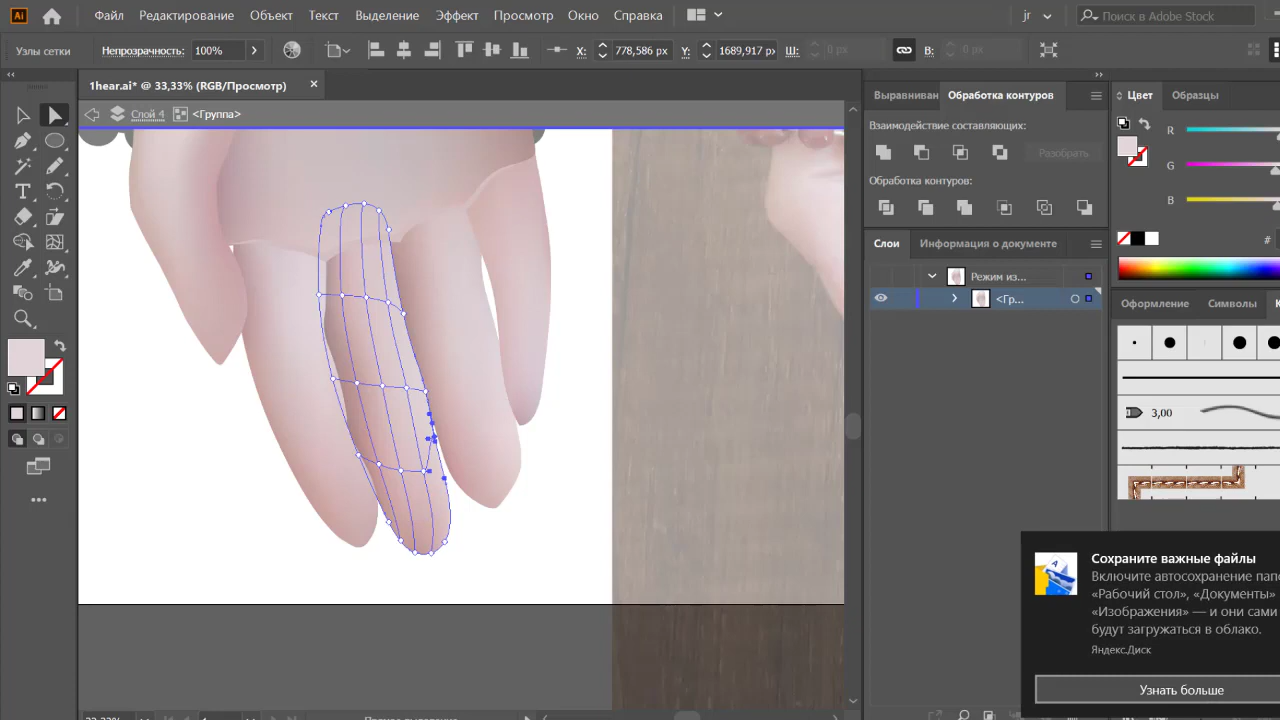 Ai
Файл Редактирование Объект Текст Выделение Эффект Просмотр Окно Справка jr Поиск в Adobe Stock
Узлы сетки Непрозрачность: 100% X: 778,586 px Y: 1689,917 px Ш: 0 px В: 0 px
1hear.ai* @ 33,33% (RGB/Просмотр)
Слой 4 <Группа>
Выравниван Обработка контуров
Взаимодействие составляющих:
Разобрать
Обработка контуров:
Цвет Образцы
R
G
B
#
Слои Информация о документе
Режим из...
<Гр...
Оформление Символы К
3,00
Сохраните важные файлы
Включите автосохранение папо
«Рабочий стол», «Документы»
«Изображения» — и они сами
будут загружаться в облако.
Яндекс.Диск
Узнать больше